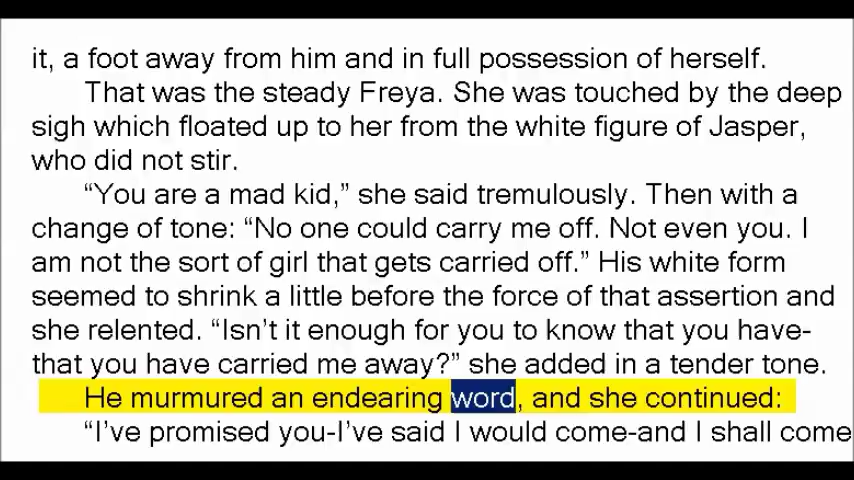 it, a foot away from him and in full possession of herself.
That was the steady Freya. She was touched by the deep
sigh which floated up to her from the white figure of Jasper,
who did not stir.
“You are a mad kid,” she said tremulously. Then with a
change of tone: “No one could carry me off. Not even you. I
am not the sort of girl that gets carried off.” His white form
seemed to shrink a little before the force of that assertion and
she relented. “Isn’t it enough for you to know that you have-
that you have carried me away?” she added in a tender tone.
He murmured an endearing word, and she continued:
“I’ve promised you-I’ve said I would come-and I shall come